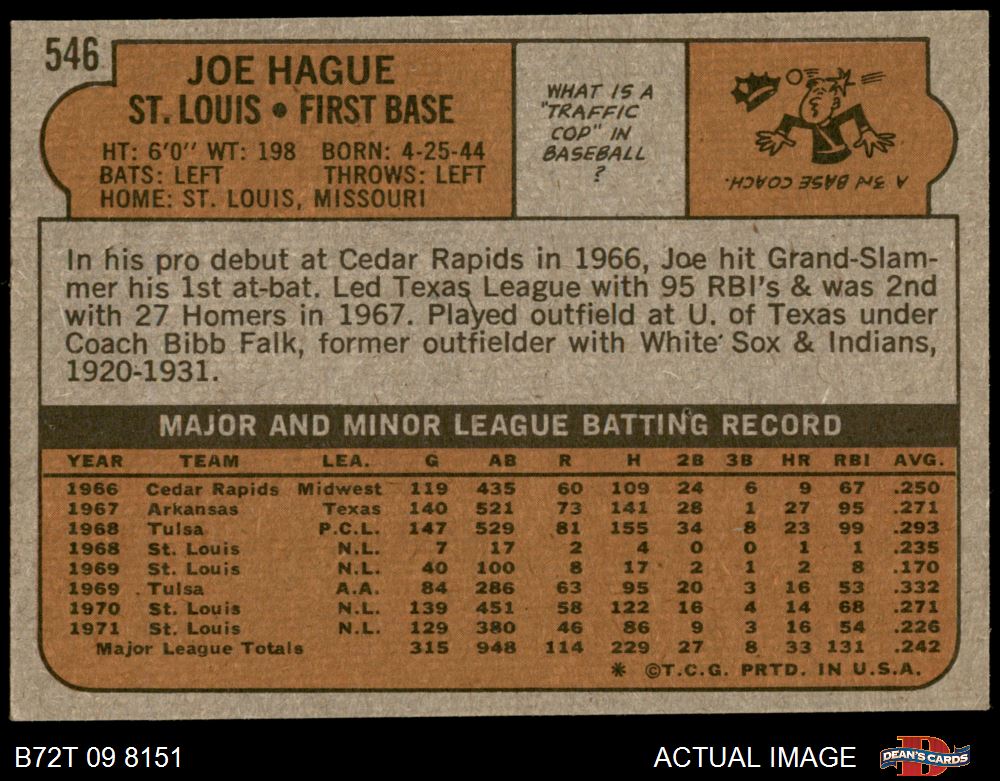 546
JOE HAGUE
ST. LOUIS • FIRST BASE
HT: 6'0" WT: 198 BORN: 4-25-44
BATS: LEFT THROWS: LEFT
HOME: ST. LOUIS, MISSOURI
WHAT IS A
"TRAFFIC
COP" IN
BASEBALL
?
A 3rd BASE COACH.
In his pro debut at Cedar Rapids in 1966, Joe hit Grand-Slam-
mer his 1st at-bat. Led Texas League with 95 RBI's & was 2nd
with 27 Homers in 1967. Played outfield at U. of Texas under
Coach Bibb Falk, former outfielder with White Sox & Indians,
1920-1931.
MAJOR AND MINOR LEAGUE BATTING RECORD
YEAR TEAM LEA. G AB R H 2B 3B HR RBI AVG.
1966 Cedar Rapids Midwest 119 435 60 109 24 6 9 67 .250
1967 Arkansas Texas 140 521 73 141 28 1 27 95 .271
1968 Tulsa P.C.L. 147 529 81 155 34 8 23 99 .293
1968 St. Louis N.L. 7 17 2 4 0 0 1 1 .235
1969 St. Louis N.L. 40 100 8 17 2 1 2 8 .170
1969 Tulsa A.A. 84 286 63 95 20 3 16 53 .332
1970 St. Louis N.L. 139 451 58 122 16 4 14 68 .271
1971 St. Louis N.L. 129 380 46 86 9 3 16 54 .226
Major League Totals 315 948 114 229 27 8 33 131 .242
* ©T.C.G. PRTD. IN U.S.A.
B72T 09 8151
ACTUAL IMAGE
DEAN'S CARDS